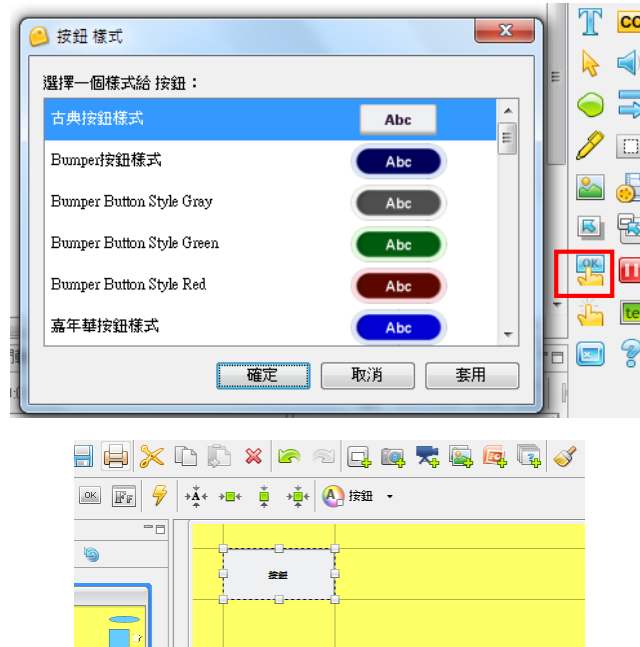 按鈕 樣式
選擇一個樣式給 按鈕：
古典按鈕樣式 Abc
Bumper按鈕樣式 Abc
Bumper Button Style Gray Abc
Bumper Button Style Green Abc
Bumper Button Style Red Abc
嘉年華按鈕樣式 Abc
確定 取消 套用
T
OK
OK
A
A 按鈕
按鈕